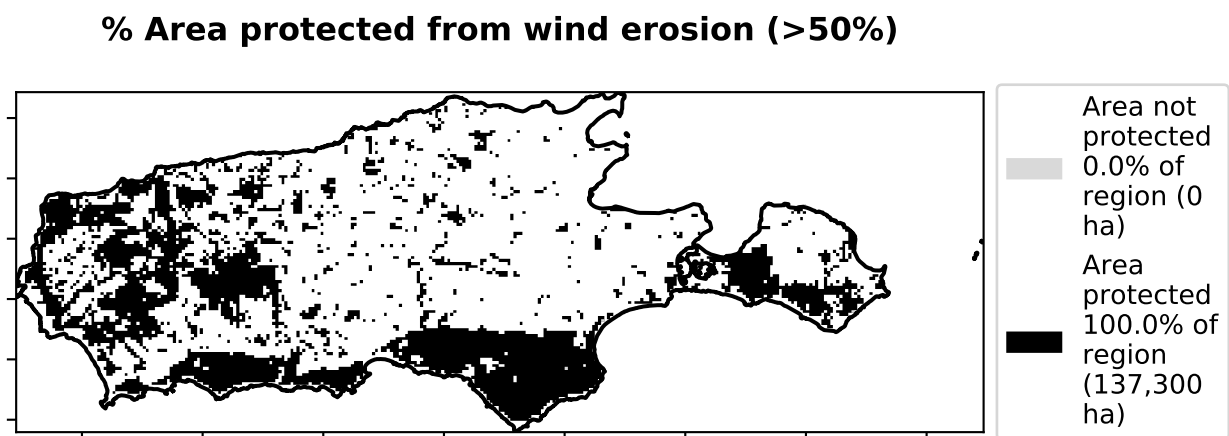 % Area protected from wind erosion (>50%)
Area not
protected
0.0% of
region (0
ha)
Area
protected
100.0% of
region
(137,300
ha)